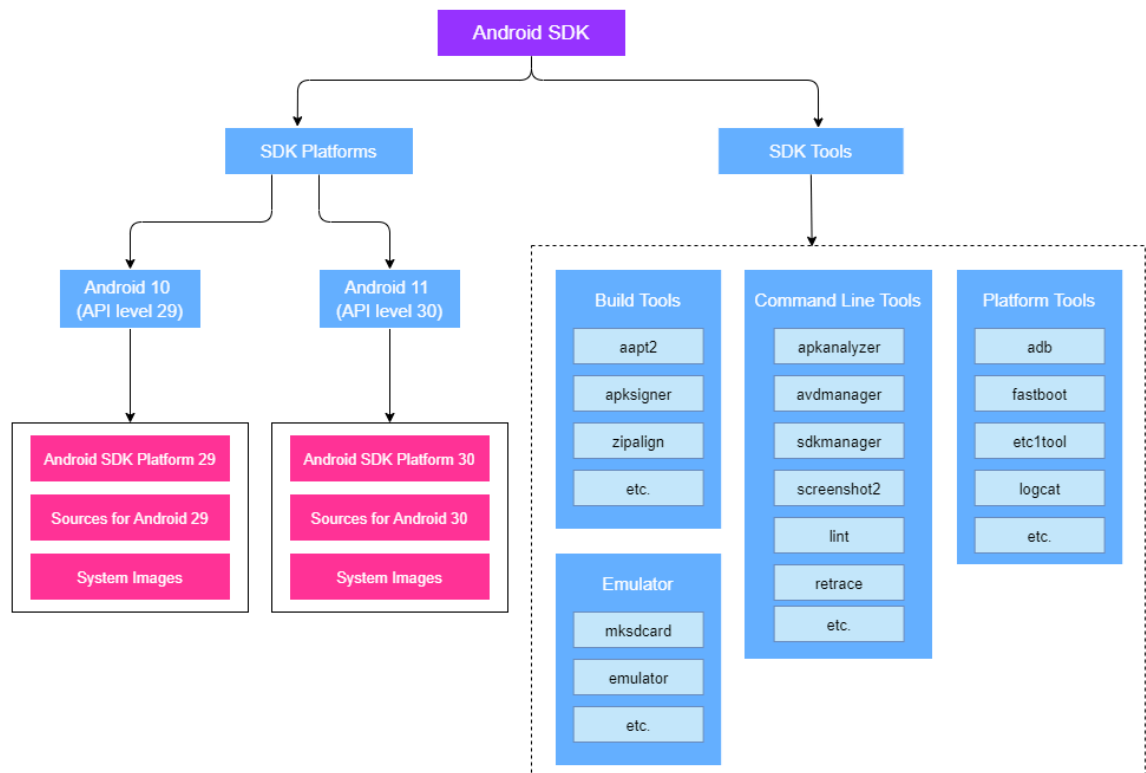 Android SDK
SDK Platforms
SDK Tools
Android 10
(API level 29)
Android 11
(API level 30)
Android SDK Platform 29
Sources for Android 29
System Images
Android SDK Platform 30
Sources for Android 30
System Images
Build Tools
aapt2
apksigner
zipalign
etc.
Emulator
mksdcard
emulator
etc.
Command Line Tools
apkanalyzer
avdmanager
sdkmanager
screenshot2
lint
retrace
etc.
Platform Tools
adb
fastboot
etc1tool
logcat
etc.